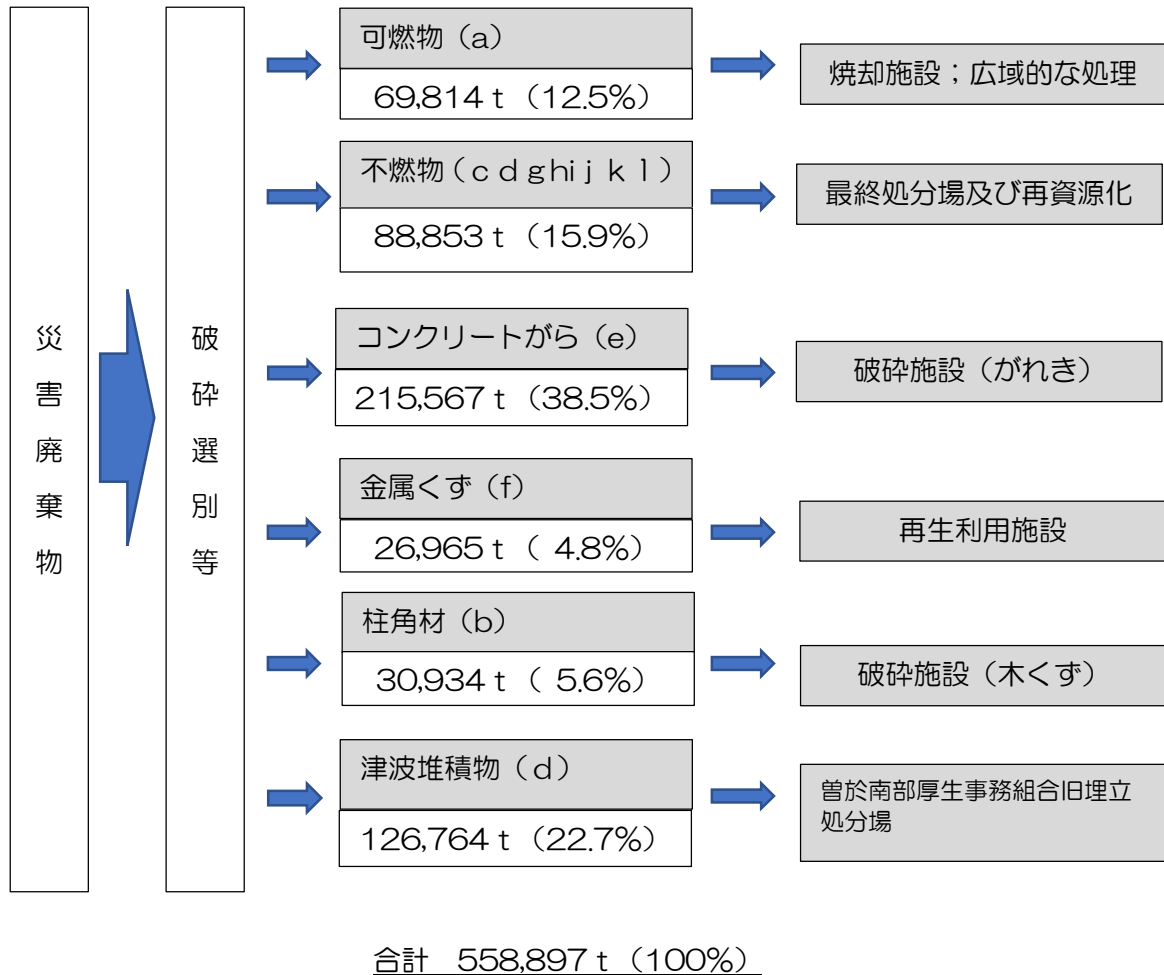 災害廃棄物
破砕選別等
可燃物(a)
69,814 t (12.5%)
焼却施設;広域的な処理
不燃物(c d g h i j k l)
88,853 t (15.9%)
最終処分場及び再資源化
コンクリートがら(e)
215,567 t (38.5%)
破砕施設(がれき)
金属くず(f)
26,965 t ( 4.8%)
再生利用施設
柱角材(b)
30,934 t ( 5.6%)
破砕施設(木くず)
津波堆積物(d)
126,764 t (22.7%)
曽於南部厚生事務組合旧埋立
処分場
合計 558,897 t (100%)